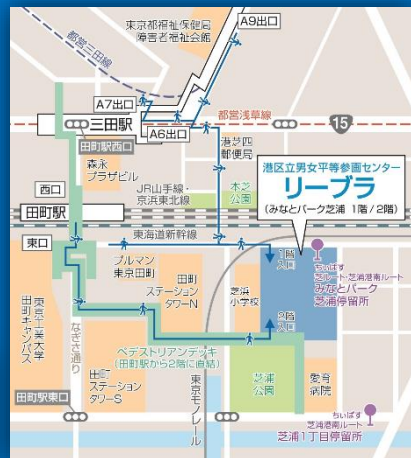 東京都福祉保健局
障害者福祉会館
A9出口
都営三田線
A7出口
都営浅草線
15
三田駅
A6出口
田町駅西口
森永
プラザビル
港芝四
郵便局
港区立男女平等参画センター
リーブラ
(みなとパーク芝浦 1階/2階)
西口
JR山手線・
京浜東北線
本芝
公園
田町駅
東海道新幹線
東口
プルマン
東京田町
1階
入口
ちぃばす
芝ルート・芝浦港南ルート
みなとパーク
芝浦停留所
田町
ステーション
タワーN
芝浜
小学校
東京工業大学
田町キャンパス
なぎさ通り
2階
入口
ペデストリアンデッキ
(田町駅から2階に直結)
田町
ステーション
タワーS
東京モノレール
芝浦
公園
愛育
病院
田町駅東口
ちぃばす
芝浦港南ルート
芝浦1丁目停留所